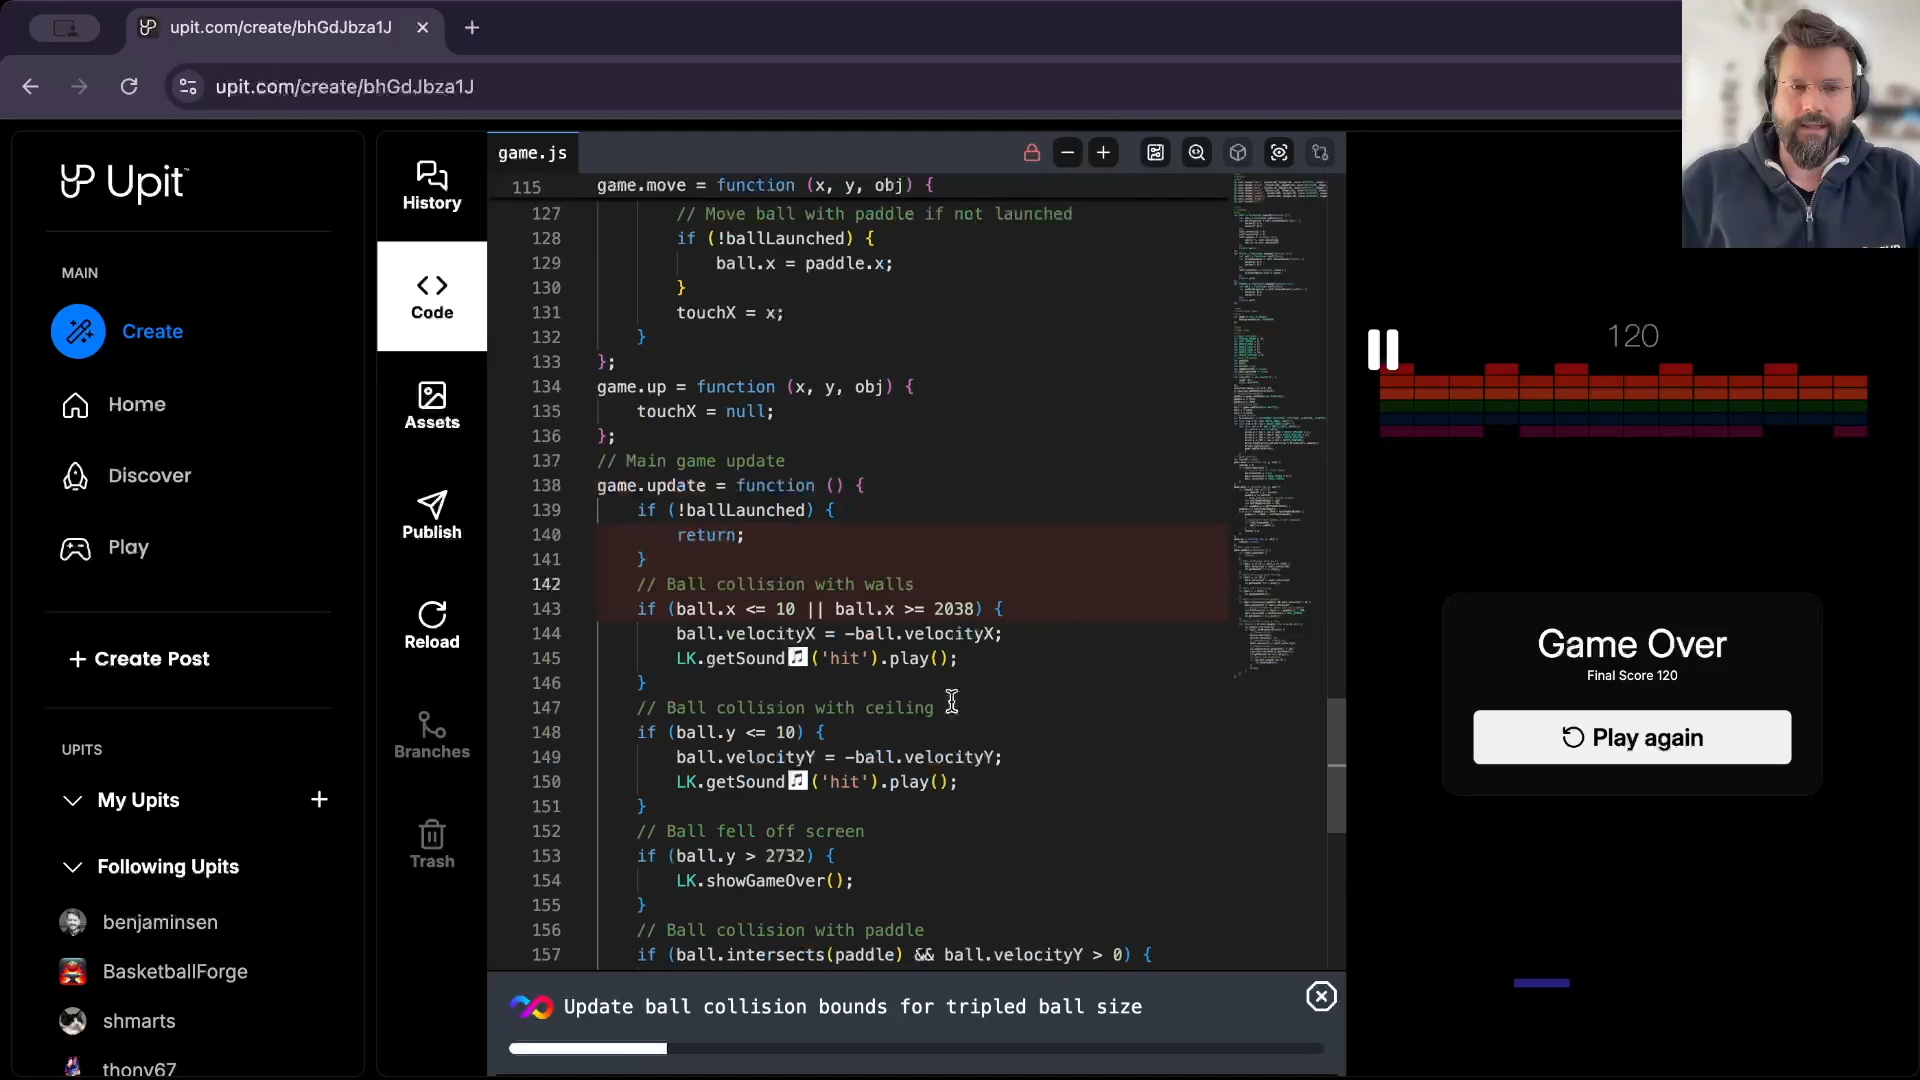 upit.com/create/bhGdJbza1J
upit.com/create/bhGdJbza1J
Upit™
MAIN
Create
Home
Discover
Play
+ Create Post
UPITS
My Upits
Following Upits
benjaminsen
BasketballForge
shmarts
thony67
History
Code
Assets
Publish
Reload
Branches
Trash
game.js
115 game.move = function (x, y, obj) {
127 // Move ball with paddle if not launched
128 if (!ballLaunched) {
129 ball.x = paddle.x;
130 }
131 touchX = x;
132 }
133 };
134 game.up = function (x, y, obj) {
135 touchX = null;
136 };
137 // Main game update
138 game.update = function () {
139 if (!ballLaunched) {
140 return;
141 }
142 // Ball collision with walls
143 if (ball.x <= 10 || ball.x >= 2038) {
144 ball.velocityX = -ball.velocityX;
145 LK.getSound('hit').play();
146 }
147 // Ball collision with ceiling
148 if (ball.y <= 10) {
149 ball.velocityY = -ball.velocityY;
150 LK.getSound('hit').play();
151 }
152 // Ball fell off screen
153 if (ball.y > 2732) {
154 LK.showGameOver();
155 }
156 // Ball collision with paddle
157 if (ball.intersects(paddle) && ball.velocityY > 0) {
Update ball collision bounds for tripled ball size
120
Game Over
Final Score 120
Play again